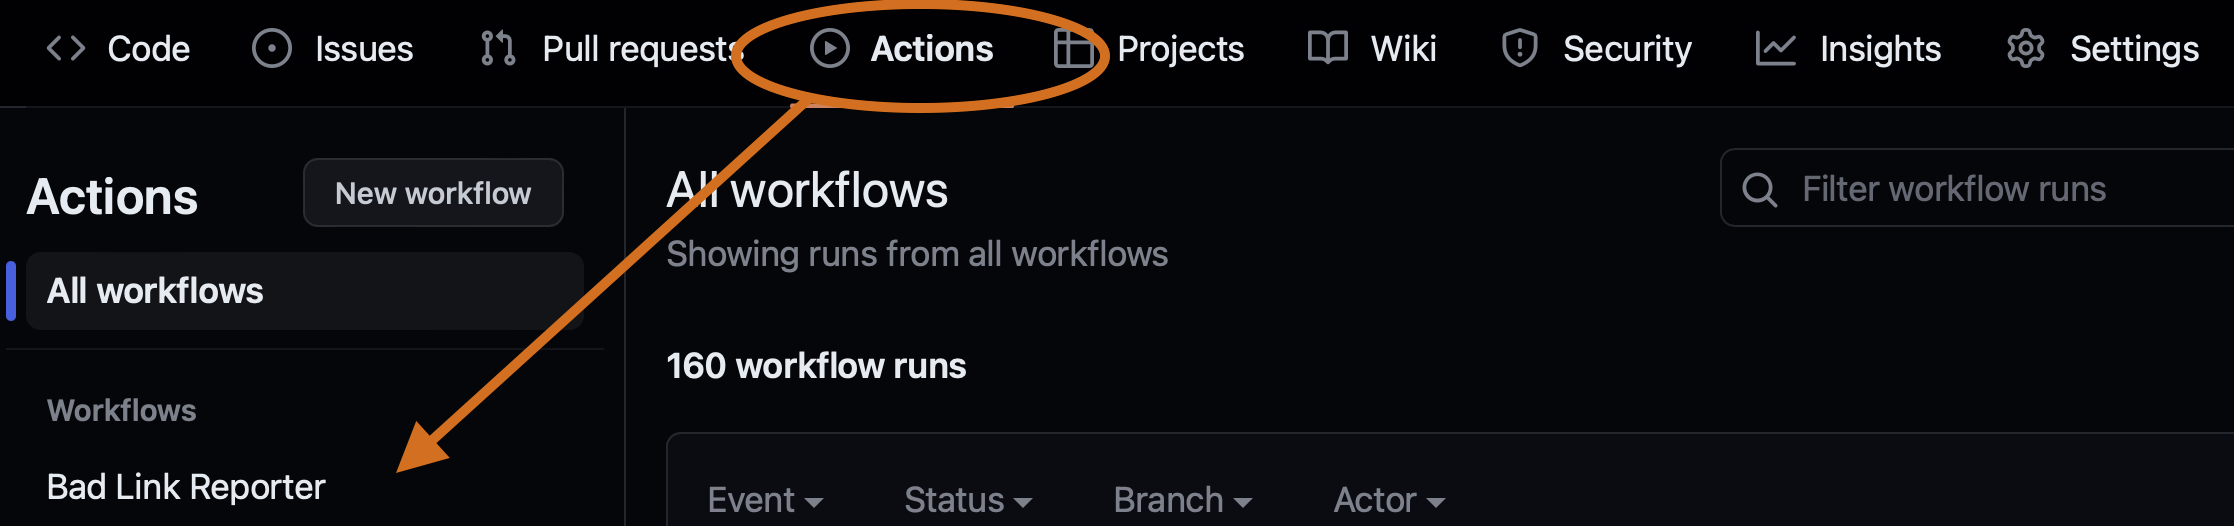 Code Issues Pull requests Actions Projects Wiki Security Insights Settings
Actions
New workflow
All workflows
Workflows
Bad Link Reporter
All workflows
Showing runs from all workflows
Filter workflow runs
160 workflow runs
Event Status Branch Actor